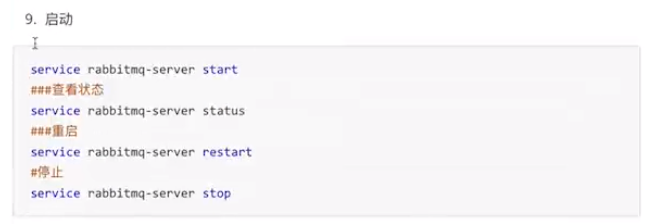 9. 启动
service rabbitmq-server start
###查看状态
service rabbitmq-server status
###重启
service rabbitmq-server restart
#停止
service rabbitmq-server stop